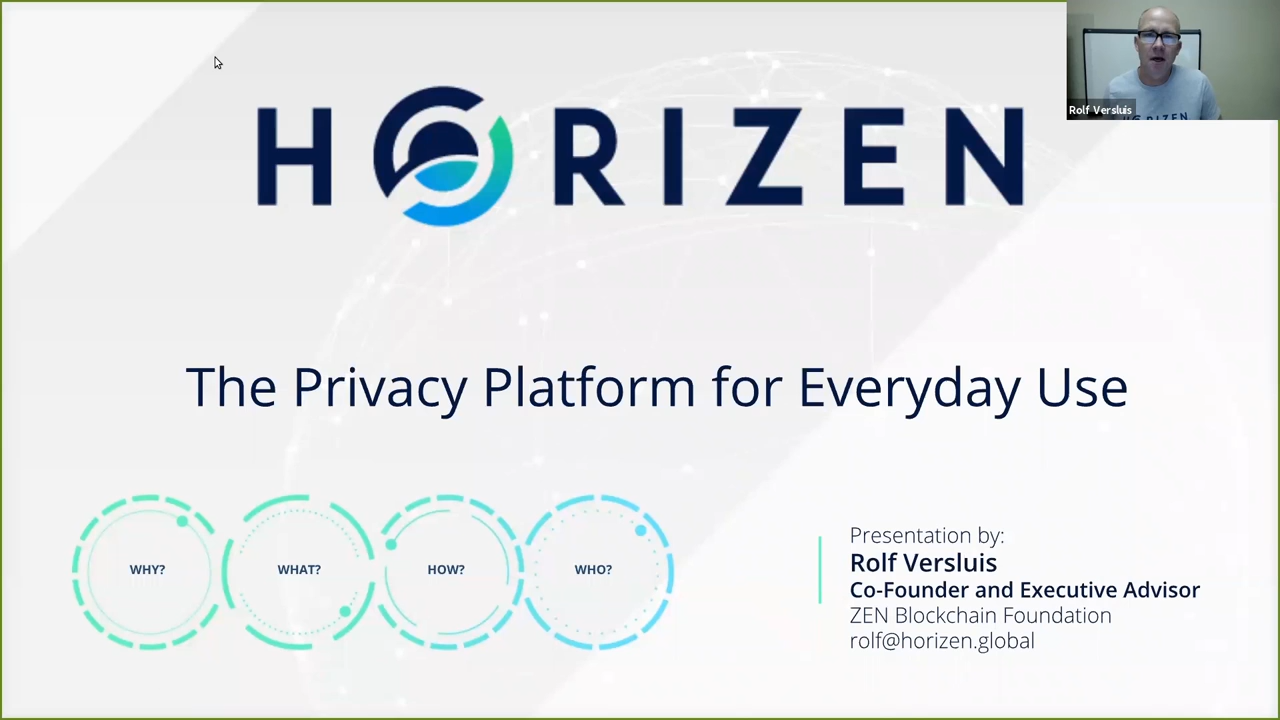 HORIZEN
Rolf Versluis
HORIZEN
The Privacy Platform for Everyday Use
WHY?
WHAT?
HOW?
WHO?
Presentation by:
Rolf Versluis
Co-Founder and Executive Advisor
ZEN Blockchain Foundation
rolf@horizen.global